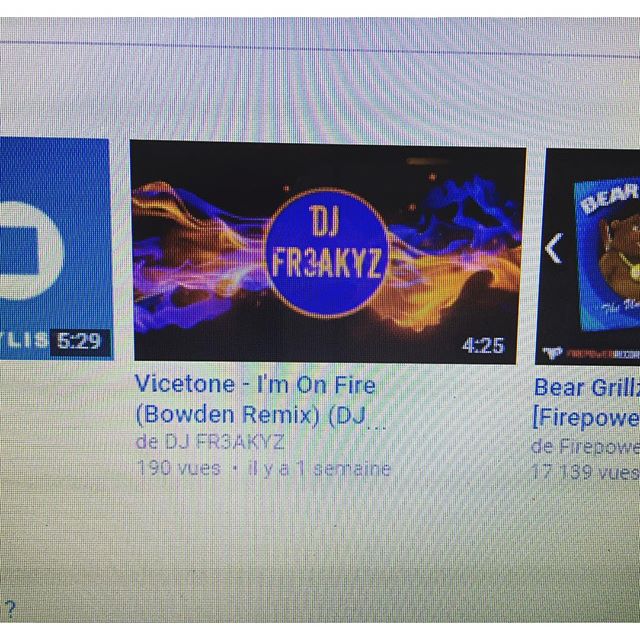 YLIS
5:29
DJ
FR3AKYZ
4:25
Vicetone - I'm On Fire
(Bowden Remix) (DJ...
de DJ FR3AKYZ
190 vues • il y a 1 semaine
BEAR
The
FIREPOWER
Bear Grillz
[Firepowe
de Firepowe
17 139 vues
?